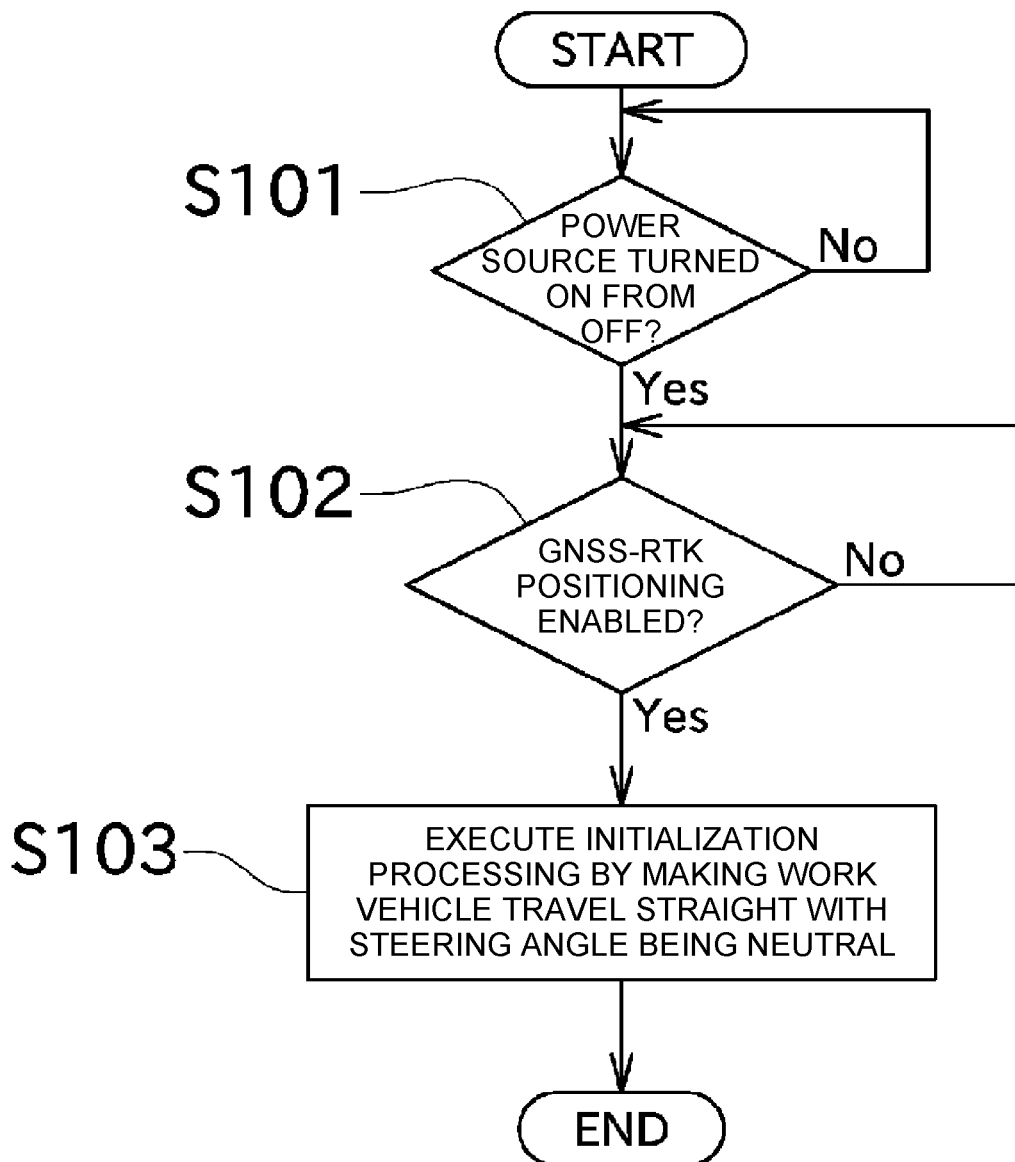 START
S101
POWER
SOURCE TURNED
ON FROM
OFF?
No
Yes
S102
GNSS-RTK
POSITIONING
ENABLED?
No
Yes
S103
EXECUTE INITIALIZATION
PROCESSING BY MAKING WORK
VEHICLE TRAVEL STRAIGHT WITH
STEERING ANGLE BEING NEUTRAL
END